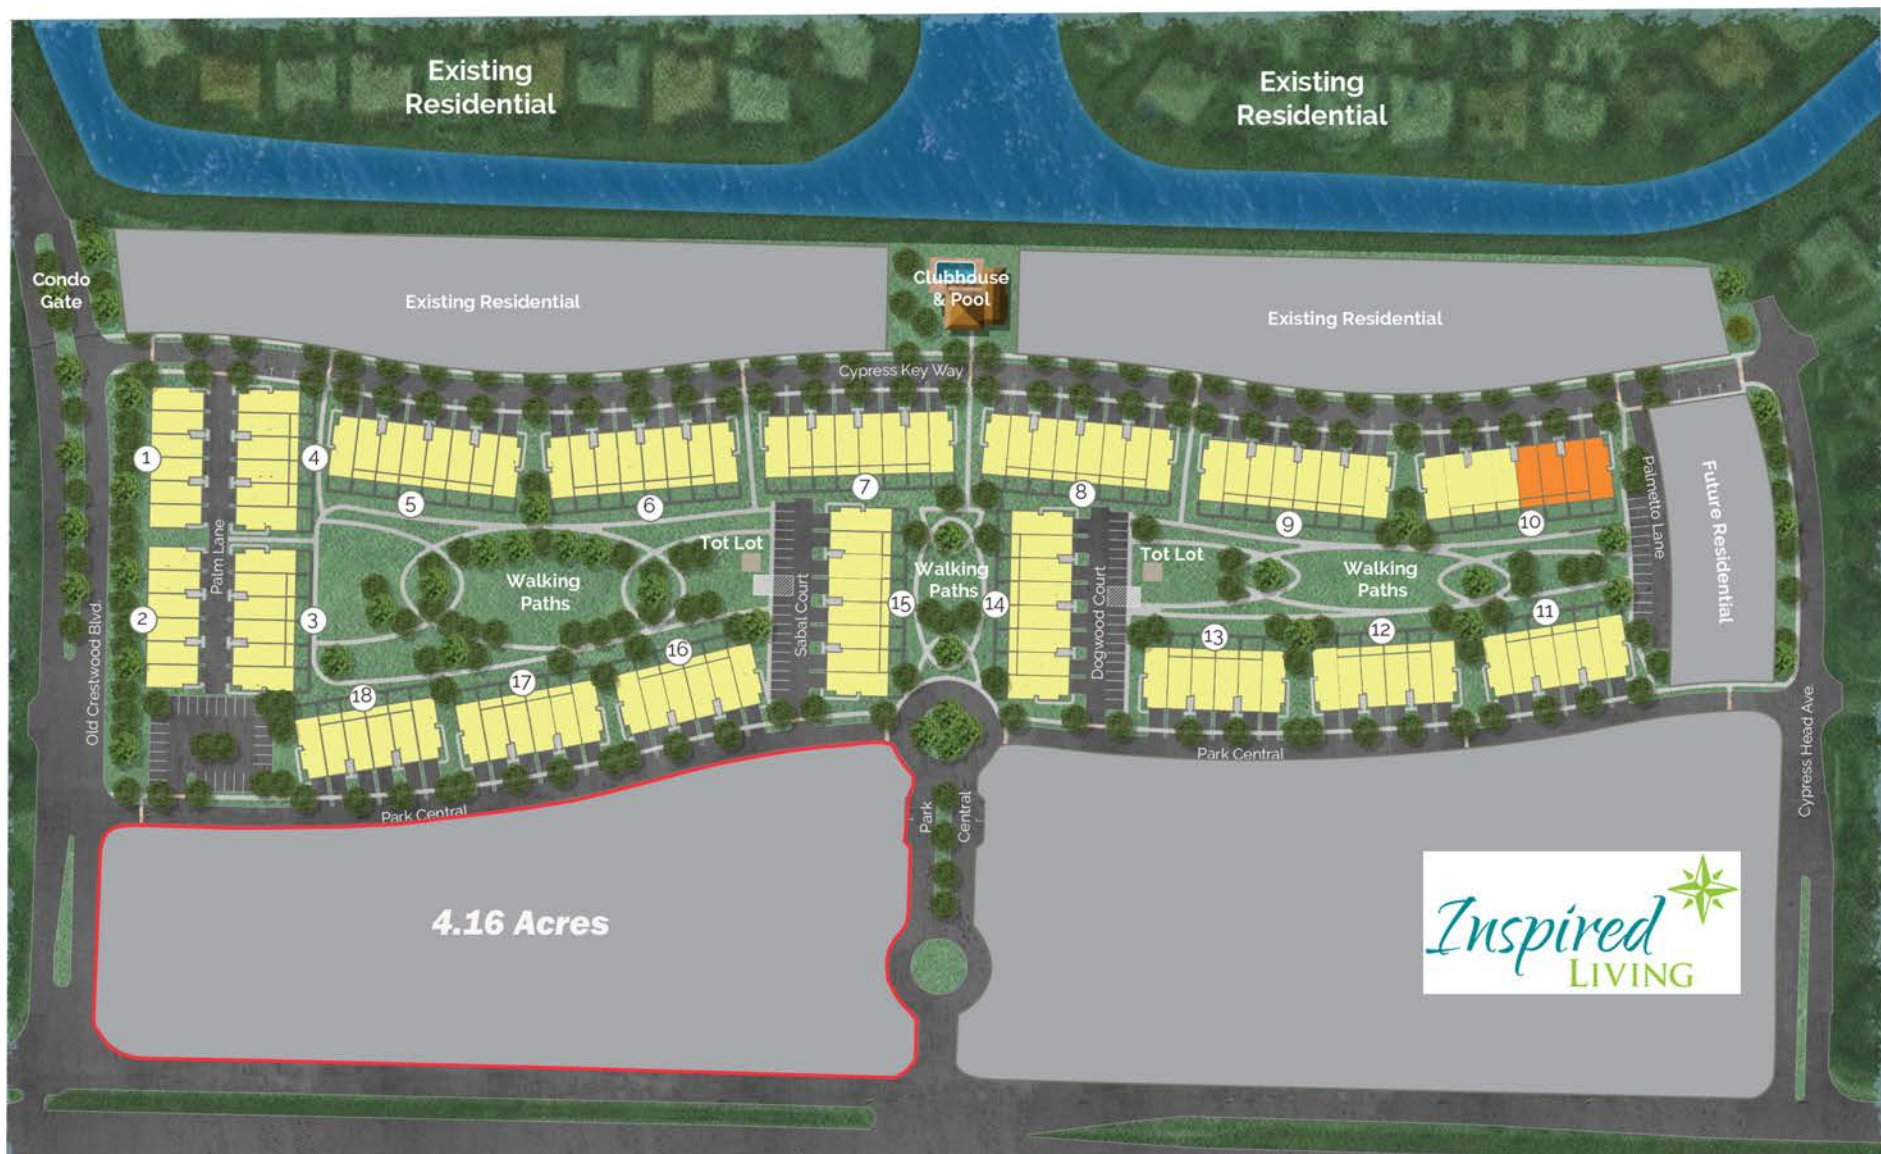 Existing
Residential
Existing
Residential
Condo
Gate
Existing Residential
Clubhouse
& Pool
Existing Residential
Cypress Key Way
1
4
5
6
7
8
9
10
Palm Lane
Palmetto Lane
Future Residential
Tot Lot
Tot Lot
Walking
Paths
Walking
Paths
Walking
Paths
2
3
15
14
Sabal Court
Dogwood Court
16
17
18
13
12
11
Old Crestwood Blvd.
Cypress Head Ave.
Park Central
Park Central
Park
Central
4.16 Acres
Inspired
LIVING